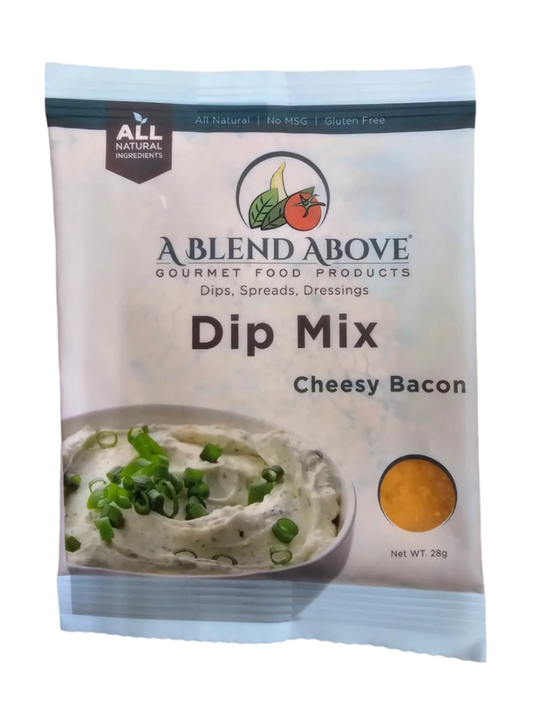 All Natural | No MSG | Gluten Free
ALL
NATURAL
INGREDIENTS
A BLEND ABOVE®
GOURMET FOOD PRODUCTS
Dips, Spreads, Dressings
Dip Mix
Cheesy Bacon
Net WT. 28g